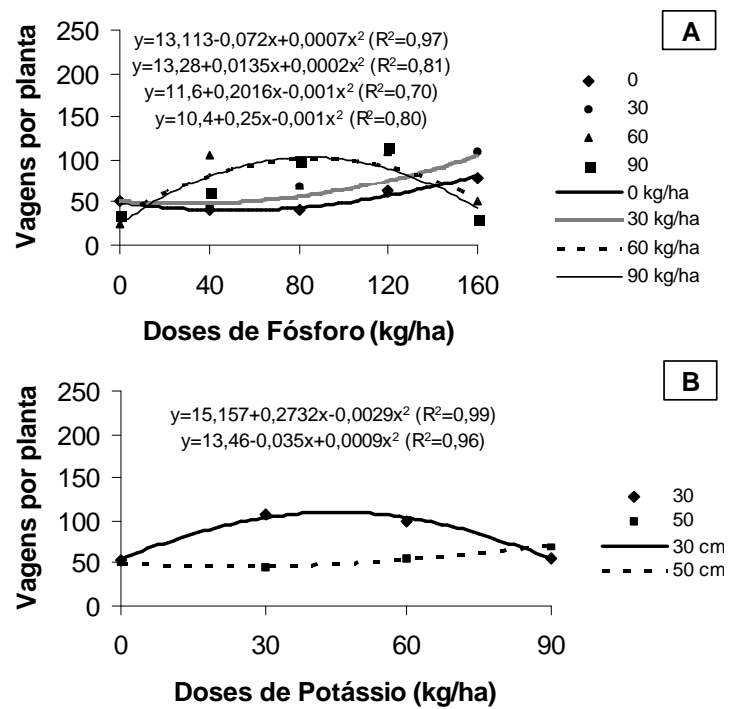 A
250
200
150
100
50
0
Vagens por planta
y=13,113-0,072x+0,0007x² (R²=0,97)
y=13,28+0,0135x+0,0002x² (R²=0,81)
y=11,6+0,2016x-0,001x² (R²=0,70)
y=10,4+0,25x-0,001x² (R²=0,80)
0
30
60
90
0 kg/ha
30 kg/ha
60 kg/ha
90 kg/ha
0 40 80 120 160
Doses de Fósforo (kg/ha)
B
250
200
150
100
50
0
Vagens por planta
y=15,157+0,2732x-0,0029x² (R²=0,99)
y=13,46-0,035x+0,0009x² (R²=0,96)
30
50
30 cm
50 cm
0 30 60 90
Doses de Potássio (kg/ha)